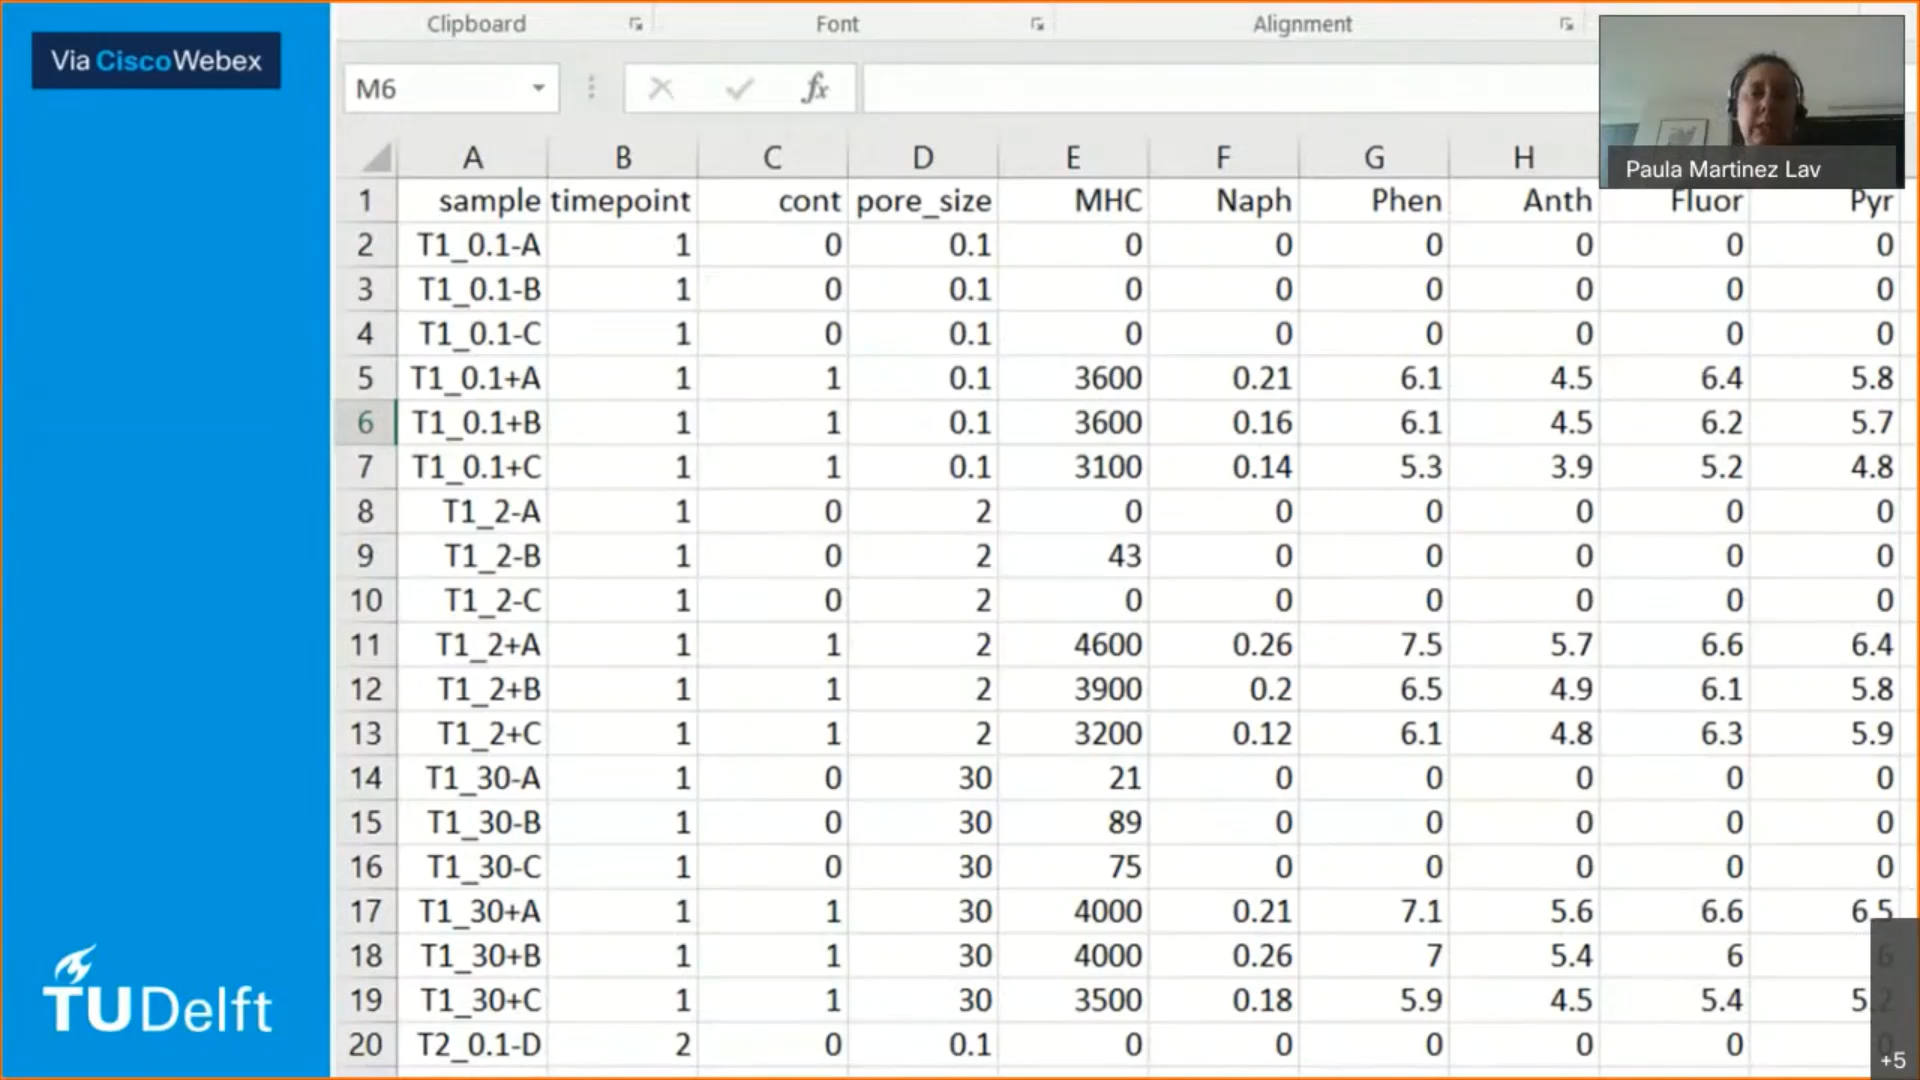 Via CiscoWebex
Clipboard Font Alignment
M6 fx
Paula Martinez Lav
A B C D E F G H
1 sample timepoint cont pore_size MHC Naph Phen Anth Fluor Pyr
2 T1_0.1-A 1 0 0.1 0 0 0 0 0 0
3 T1_0.1-B 1 0 0.1 0 0 0 0 0 0
4 T1_0.1-C 1 0 0.1 0 0 0 0 0 0
5 T1_0.1+A 1 1 0.1 3600 0.21 6.1 4.5 6.4 5.8
6 T1_0.1+B 1 1 0.1 3600 0.16 6.1 4.5 6.2 5.7
7 T1_0.1+C 1 1 0.1 3100 0.14 5.3 3.9 5.2 4.8
8 T1_2-A 1 0 2 0 0 0 0 0 0
9 T1_2-B 1 0 2 43 0 0 0 0 0
10 T1_2-C 1 0 2 0 0 0 0 0 0
11 T1_2+A 1 1 2 4600 0.26 7.5 5.7 6.6 6.4
12 T1_2+B 1 1 2 3900 0.2 6.5 4.9 6.1 5.8
13 T1_2+C 1 1 2 3200 0.12 6.1 4.8 6.3 5.9
14 T1_30-A 1 0 30 21 0 0 0 0 0
15 T1_30-B 1 0 30 89 0 0 0 0 0
16 T1_30-C 1 0 30 75 0 0 0 0 0
17 T1_30+A 1 1 30 4000 0.21 7.1 5.6 6.6 6.5
18 T1_30+B 1 1 30 4000 0.26 7 5.4 6 6
19 T1_30+C 1 1 30 3500 0.18 5.9 4.5 5.4 5.2
20 T2_0.1-D 2 0 0.1 0 0 0 0 0 0
+5
TUDelft